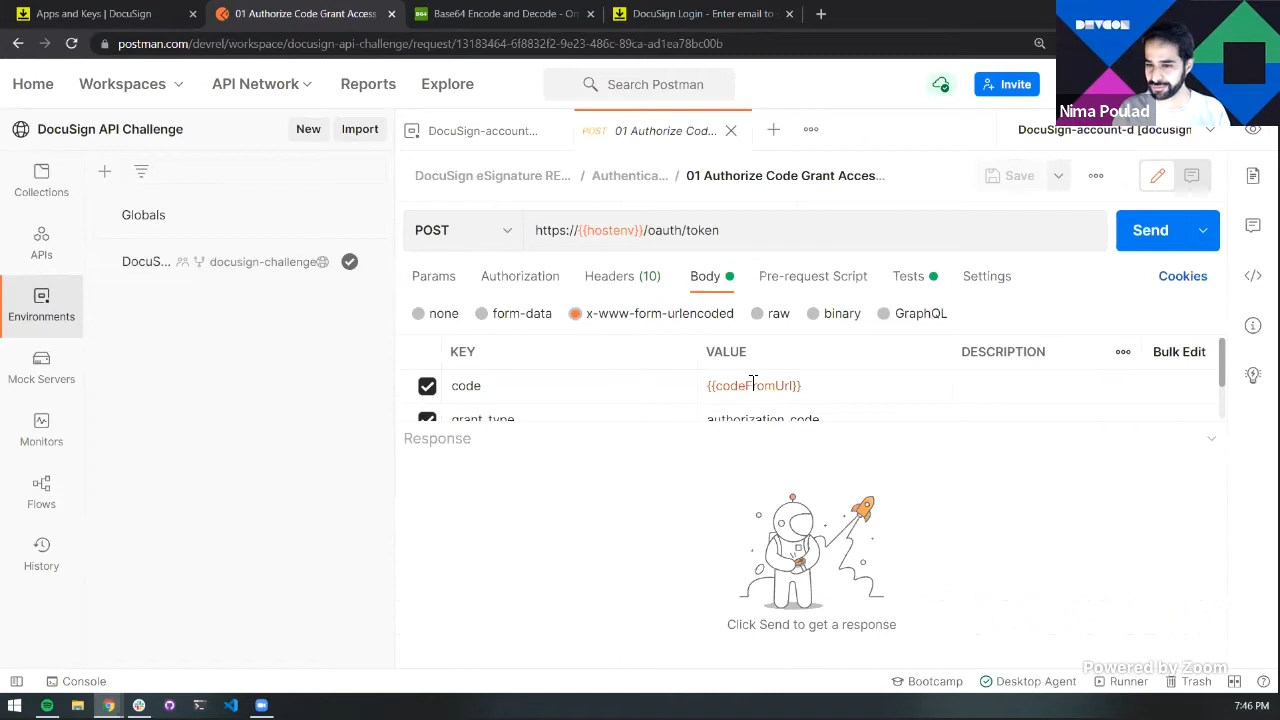 Apps and Keys | DocuSign
01 Authorize Code Grant Access
Base64 Encode and Decode - On
DocuSign Login - Enter email to
postman.com/devrel/workspace/docusign-api-challenge/request/13183464-6f8832f2-9e23-486c-89ca-ad1ea78bc00b
DEVCON
Nima Poulad
Home
Workspaces
API Network
Reports
Explore
Search Postman
Invite
DocuSign API Challenge
New
Import
DocuSign-account...
POST 01 Authorize Cod...
DocuSign-account-d [docusign
Collections
APIs
Environments
Mock Servers
Monitors
Flows
History
Globals
DocuS... docusign-challenge
DocuSign eSignature RE... / Authentica... / 01 Authorize Code Grant Acces...
Save
POST
https://{{hostenv}}/oauth/token
Send
Params
Authorization
Headers (10)
Body
Pre-request Script
Tests
Settings
Cookies
none
form-data
x-www-form-urlencoded
raw
binary
GraphQL
KEY
VALUE
DESCRIPTION
Bulk Edit
code
{{codeFromUrl}}
grant_type
authorization_code
Response
Click Send to get a response
Powered by Zoom
Console
Bootcamp
Desktop Agent
Runner
Trash
7:46 PM